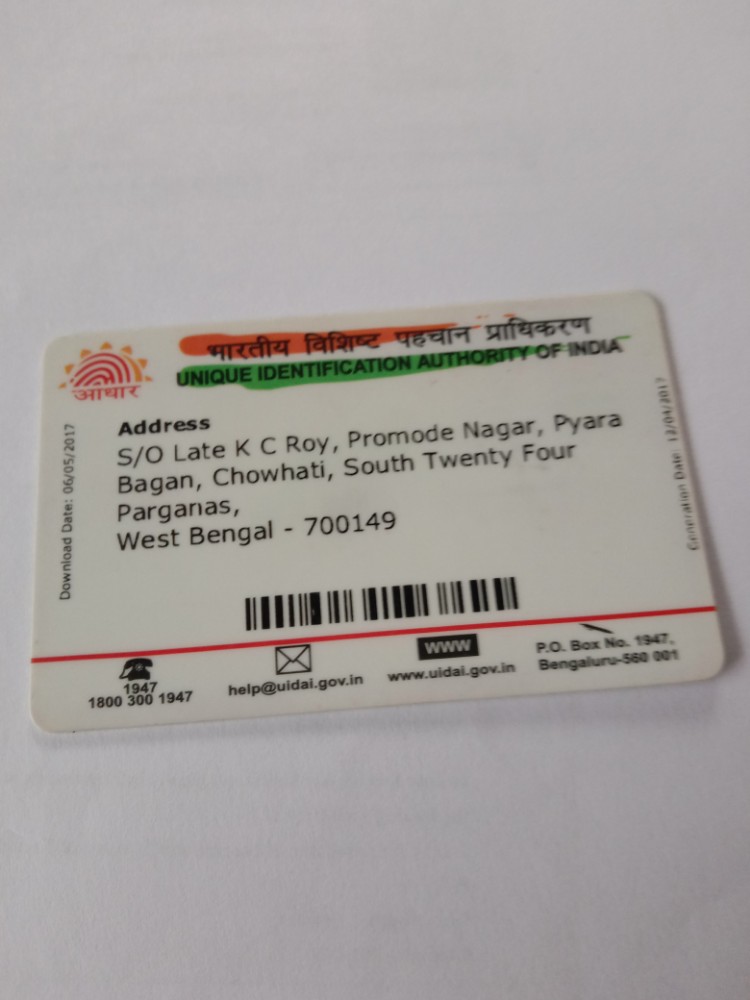 भारतीय विशिष्ट पहचान प्राधिकरण
UNIQUE IDENTIFICATION AUTHORITY OF INDIA
आधार
Address
S/O Late K C Roy, Promode Nagar, Pyara
Bagan, Chowhati, South Twenty Four
Parganas,
West Bengal - 700149
Download Date: 06/05/2017
Generation Date: 12/04/2017
1947
1800 300 1947
help@uidai.gov.in
WWW
www.uidai.gov.in
P.O. Box No. 1947,
Bengaluru-560 001